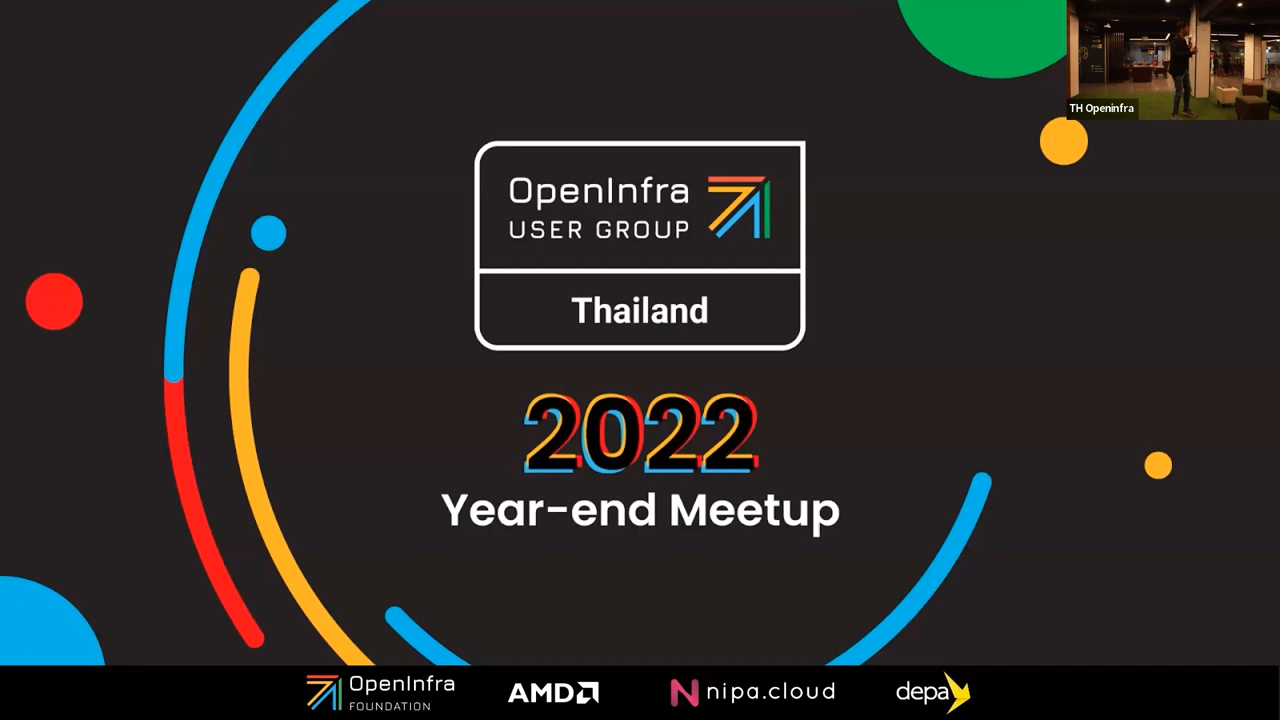 OpenInfra
USER GROUP
Thailand
2022
Year-end Meetup
TH Openinfra
OpenInfra
FOUNDATION
AMD
nipa.cloud
depa